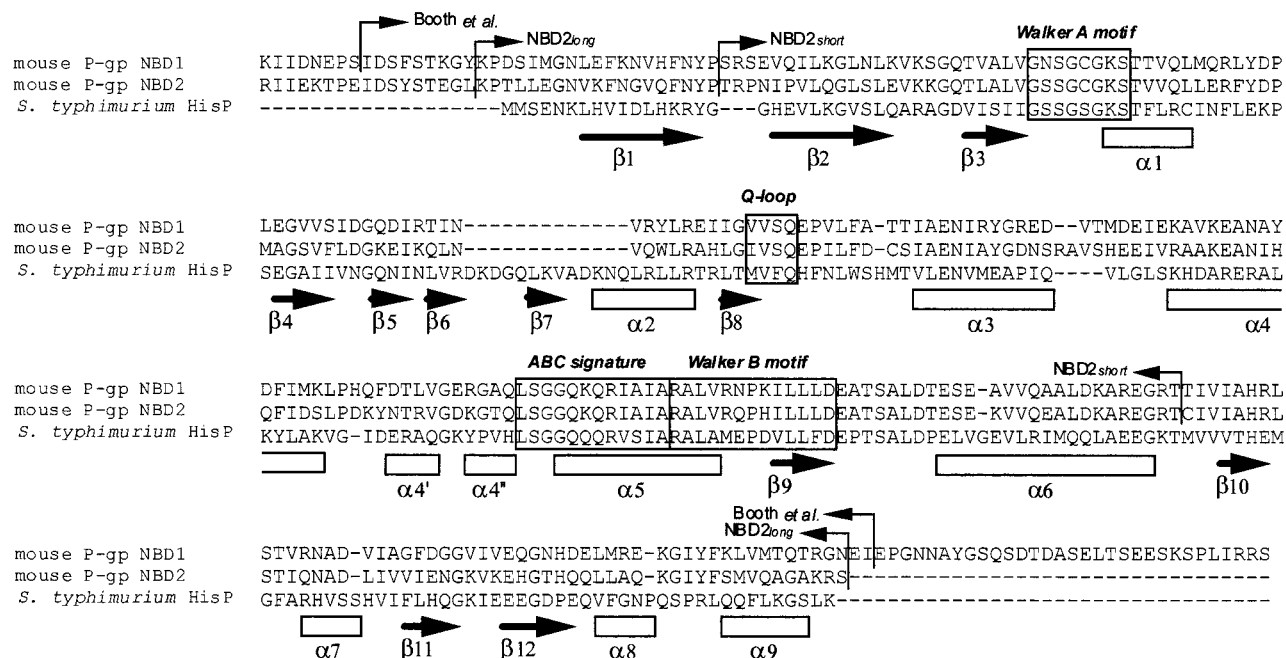 Booth et al.
NBD2long
NBD2short
Walker A motif
mouse P-gp NBD1 KIIDNEPSIDSFSTKGYKPDSIMGNLEFKNVHFNYPSRSEVQILKGLNLKVKSGQTVALVGNSGCGKSTTVQLMQRLYDP
mouse P-gp NBD2 RIIEKTPEIDSYSTEGLKPTLLEGNVKFNGVQFNYPTRPNIPVLQGLSLEVKKGQTLALVGSSGCGKSTVVQLLERFYDP
S. typhimurium HisP ----------------MMSENKLHVIDLHKRYG---GHEVLKGVSLQARAGDVISIIGSSGSGKSTFLRCINFLEKP
β1 β2 β3 α1
Q-loop
mouse P-gp NBD1 LEGVVSIDGQDIRTIN-------------VRYLREIIGVVSQEPVLFA-TTIAENIRYGRED--VTMDEIEKAVKEANAY
mouse P-gp NBD2 MAGSVFLDGKEIKQLN-------------VQWLRAHLGIVSQEPILFD-CSIAENIAYGDNSRAVSHEEIVRAAKEANIH
S. typhimurium HisP SEGAIIVNGQNINLVRDKDGQLKVADKNQLRLLRTRLTMVFQHFNLWSHMTVLENVMEAPIQ----VLGLSKHDARERAL
β4 β5 β6 β7 α2 β8 α3 α4
ABC signature Walker B motif
NBD2short
mouse P-gp NBD1 DFIMKLPHQFDTLVGERGAQLSGGQKQRIAIARALVRNPKILLLDEATSALDTESE-AVVQAALDKAREGRTTIVIAHRL
mouse P-gp NBD2 QFIDSLPDKYNTRVGDKGTQLSGGQKQRIAIARALVRQPHILLLDEATSALDTESE-KVVQEALDKAREGRTCIVIAHRL
S. typhimurium HisP KYLAKVG-IDERAQGKYPVHLSGGQQQRVSIARALAMEPDVLLFDEPTSALDPELVGEVLRIMQQLAEEGKTMVVVTHEM
α4' α4" α5 β9 α6 β10
Booth et al.
NBD2long
mouse P-gp NBD1 STVRNAD-VIAGFDGGVIVEQGNHDELMRE-KGIYFKLVMTQTRGNEIEPGNNAYGSQSDTDASELTSEESKSPLIRRS
mouse P-gp NBD2 STIQNAD-LIVVIENGKVKEHGTHQQLLAQ-KGIYFSMVQAGAKRS---------------------------------
S. typhimurium HisP GFARHVSSHVIFLHQGKIEEEGDPEQVFGNPQSPRLQQFLKGSLK----------------------------------
α7 β11 β12 α8 α9